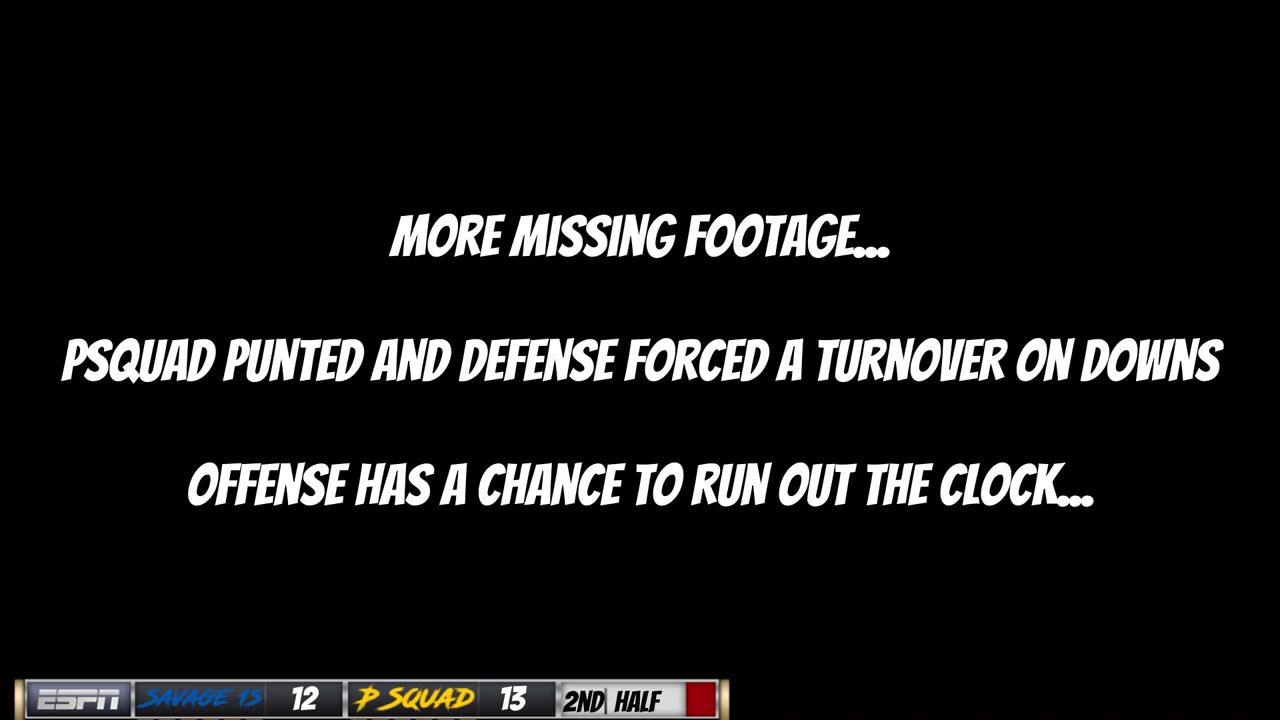 MORE MISSING FOOTAGE...
PSQUAD PUNTED AND DEFENSE FORCED A TURNOVER ON DOWNS
OFFENSE HAS A CHANCE TO RUN OUT THE CLOCK...
ESPN SAVAGE 1S 12 P SQUAD 13 2ND HALF